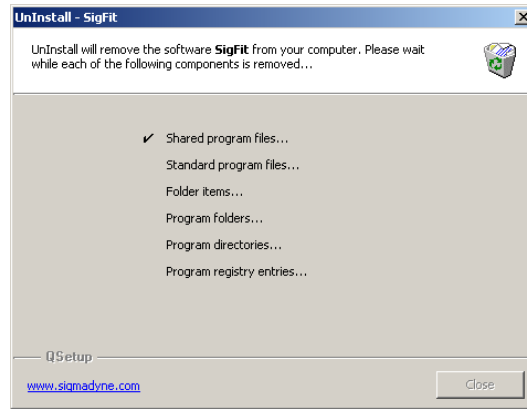 UnInstall - SigFit
UnInstall will remove the software SigFit from your computer. Please wait
while each of the following components is removed...
Shared program files...
Standard program files...
Folder items...
Program folders...
Program directories...
Program registry entries...
QSetup
www.sigmadyne.com
Close